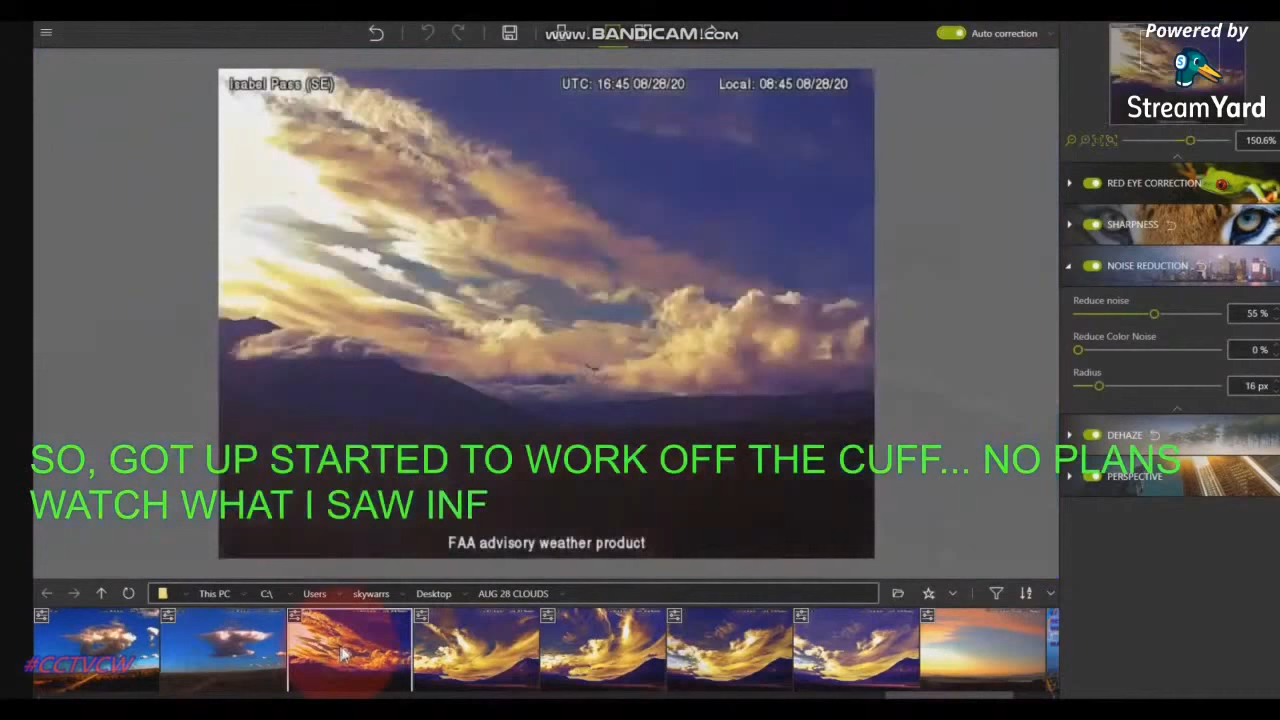 www.BANDICAM.com
Auto correction
Powered by
StreamYard
Isabel Pass (SE)
UTC: 16:45 08/28/20
Local: 08:45 08/28/20
150.6%
RED EYE CORRECTION
SHARPNESS
NOISE REDUCTION
Reduce noise
55 %
Reduce Color Noise
0 %
Radius
16 px
DEHAZE
PERSPECTIVE
SO, GOT UP STARTED TO WORK OFF THE CUFF... NO PLANS
WATCH WHAT I SAW INF
FAA advisory weather product
This PC C:\ Users skywarrs Desktop AUG 28 CLOUDS
#CCTVCW